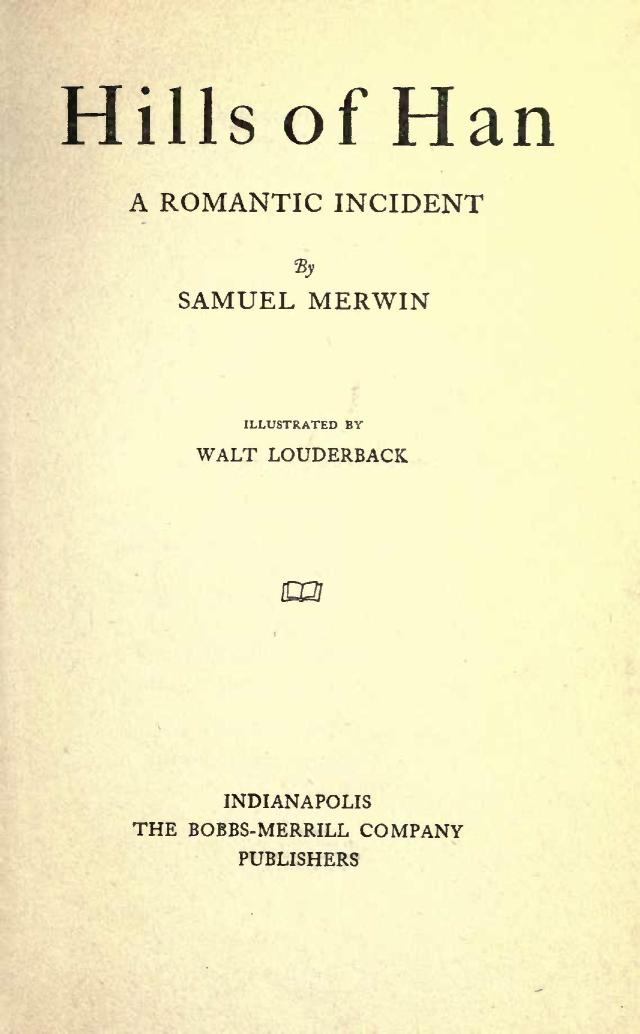 Hills of Han
A ROMANTIC INCIDENT
By
SAMUEL MERWIN
ILLUSTRATED BY
WALT LOUDERBACK
INDIANAPOLIS
THE BOBBS-MERRILL COMPANY
PUBLISHERS